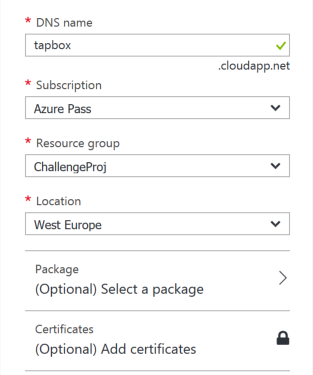 * DNS name
tapbox
.cloudapp.net
* Subscription
Azure Pass
* Resource group
ChallengeProj
* Location
West Europe
Package
(Optional) Select a package
Certificates
(Optional) Add certificates